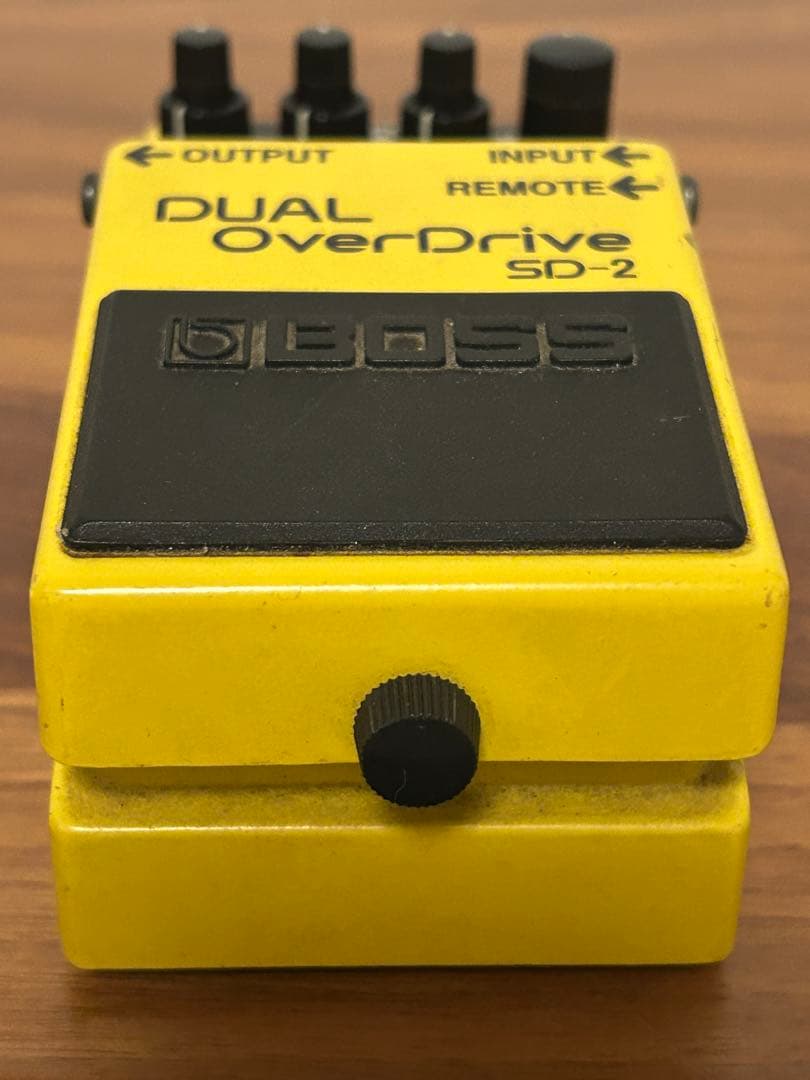 OUTPUT INPUT
REMOTE
DUAL
OverDrive
SD-2
BOSS